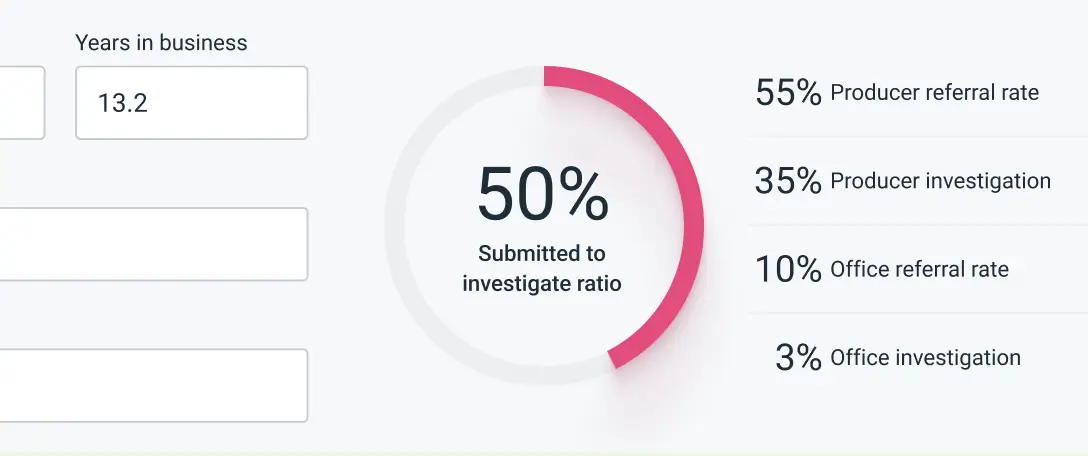 Years in business
13.2
50%
Submitted to
investigate ratio
55% Producer referral rate
35% Producer investigation
10% Office referral rate
3% Office investigation